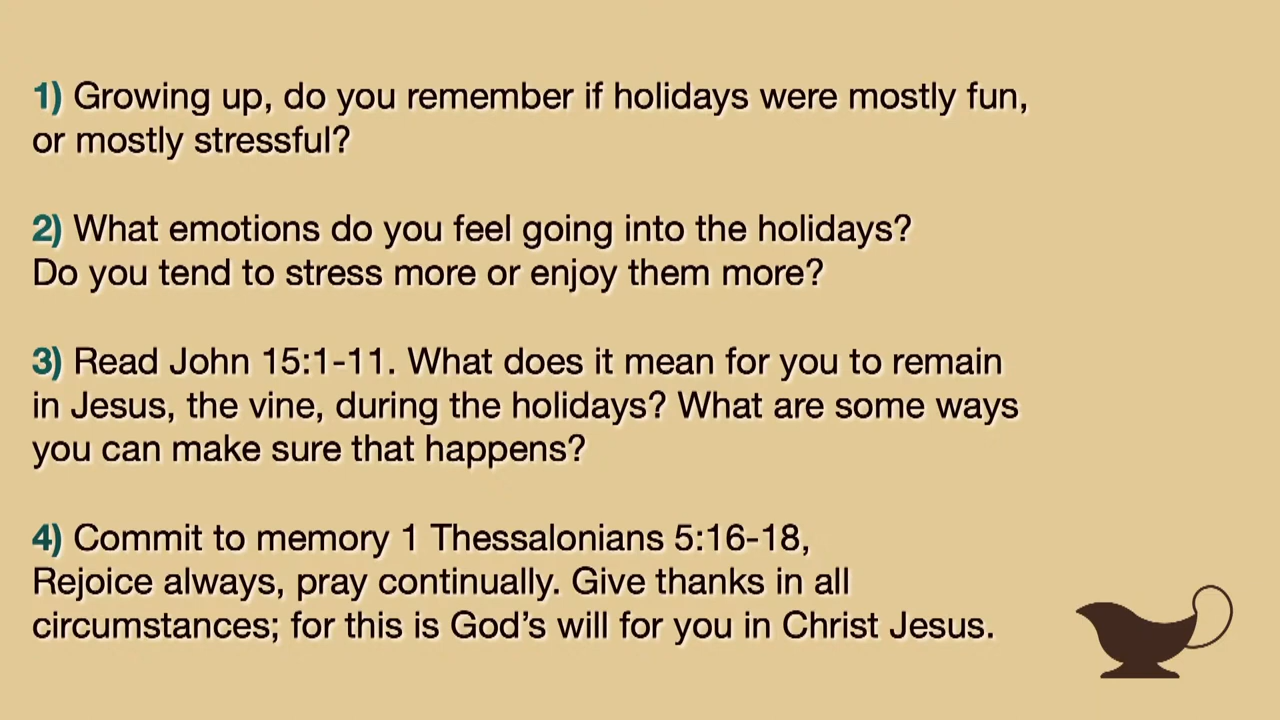 1) Growing up, do you remember if holidays were mostly fun,
or mostly stressful?
2) What emotions do you feel going into the holidays?
Do you tend to stress more or enjoy them more?
3) Read John 15:1-11. What does it mean for you to remain
in Jesus, the vine, during the holidays? What are some ways
you can make sure that happens?
4) Commit to memory 1 Thessalonians 5:16-18,
Rejoice always, pray continually. Give thanks in all
circumstances; for this is God’s will for you in Christ Jesus.